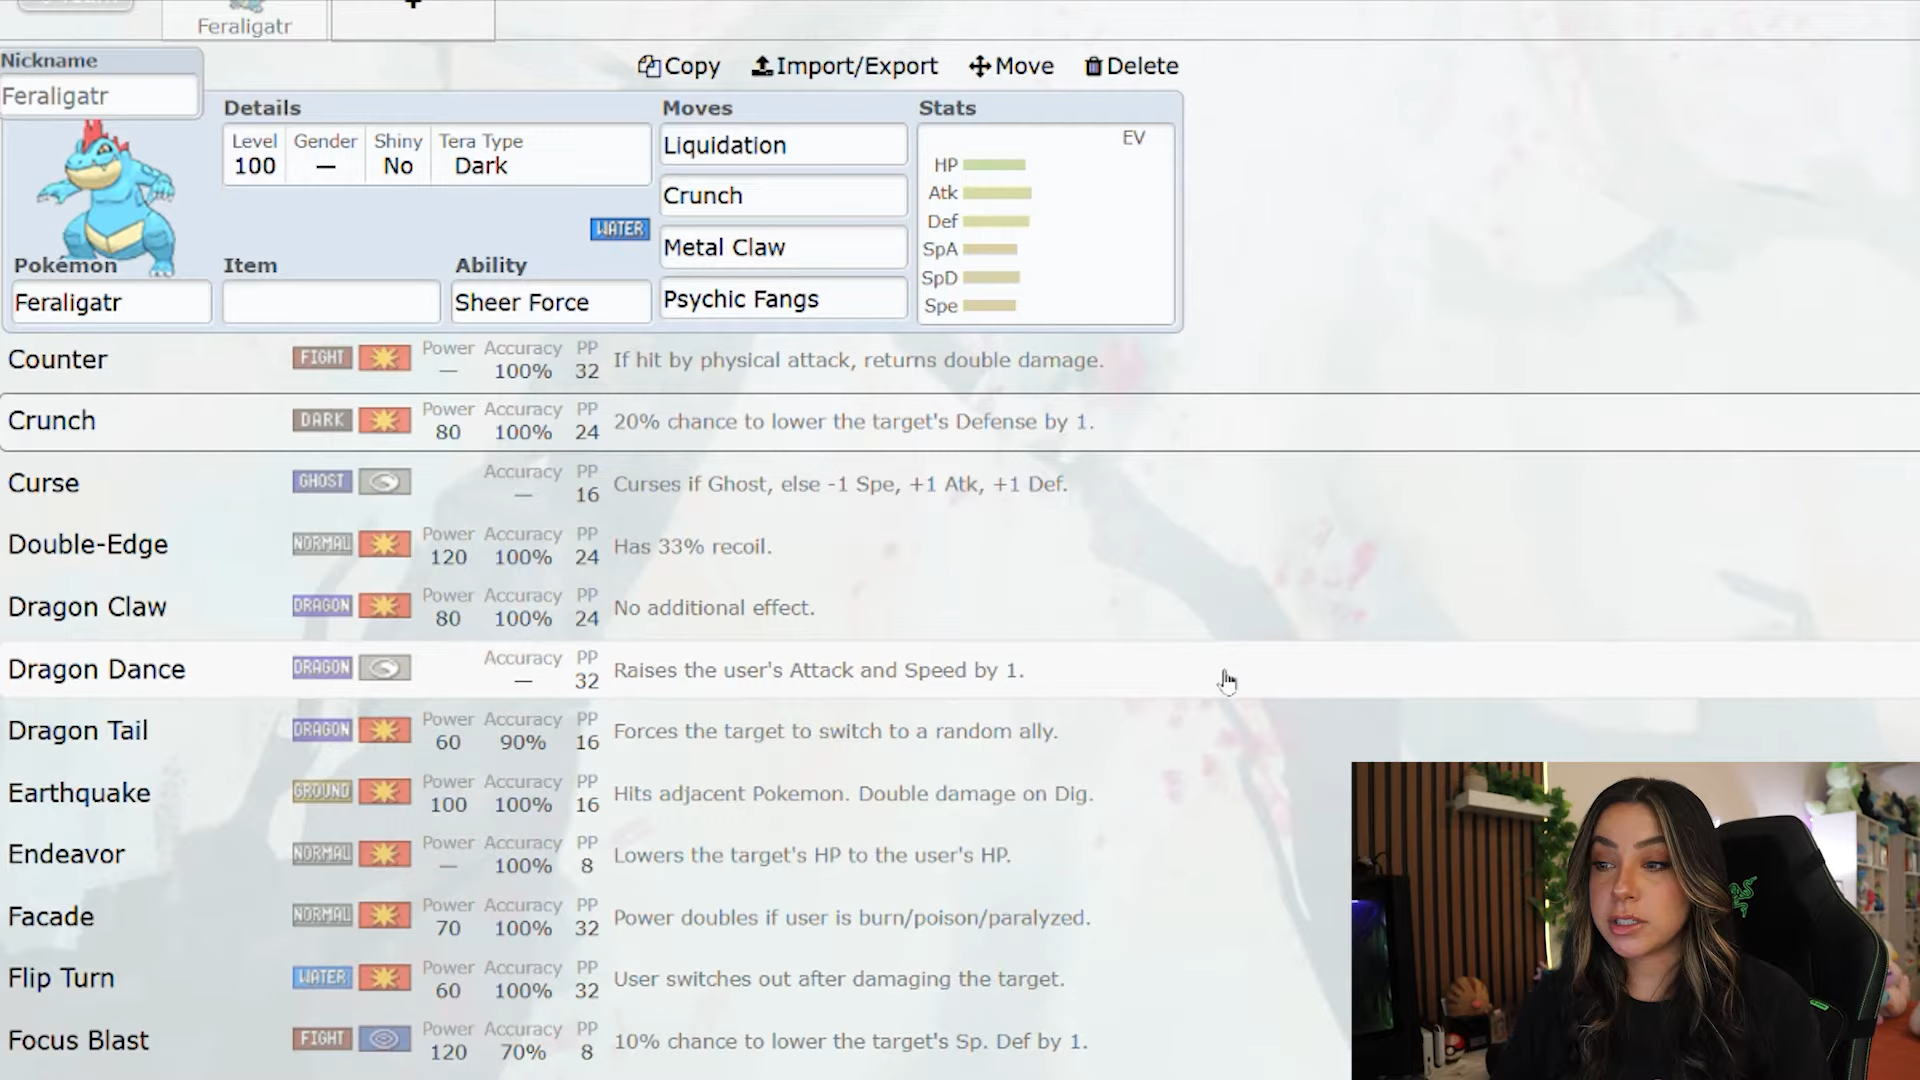 Feraligatr
+
Nickname
Feraligatr
Copy Import/Export Move Delete
Details
Level Gender Shiny Tera Type
100 — No Dark
WATER
Pokémon Item Ability
Feraligatr Sheer Force
Moves
Liquidation
Crunch
Metal Claw
Psychic Fangs
Stats
EV
HP
Atk
Def
SpA
SpD
Spe
Counter FIGHT Power — Accuracy 100% PP 32 If hit by physical attack, returns double damage.
Crunch DARK Power 80 Accuracy 100% PP 24 20% chance to lower the target's Defense by 1.
Curse GHOST Accuracy — PP 16 Curses if Ghost, else -1 Spe, +1 Atk, +1 Def.
Double-Edge NORMAL Power 120 Accuracy 100% PP 24 Has 33% recoil.
Dragon Claw DRAGON Power 80 Accuracy 100% PP 24 No additional effect.
Dragon Dance DRAGON Accuracy — PP 32 Raises the user's Attack and Speed by 1.
Dragon Tail DRAGON Power 60 Accuracy 90% PP 16 Forces the target to switch to a random ally.
Earthquake GROUND Power 100 Accuracy 100% PP 16 Hits adjacent Pokemon. Double damage on Dig.
Endeavor NORMAL Power — Accuracy 100% PP 8 Lowers the target's HP to the user's HP.
Facade NORMAL Power 70 Accuracy 100% PP 32 Power doubles if user is burn/poison/paralyzed.
Flip Turn WATER Power 60 Accuracy 100% PP 32 User switches out after damaging the target.
Focus Blast FIGHT Power 120 Accuracy 70% PP 8 10% chance to lower the target's Sp. Def by 1.